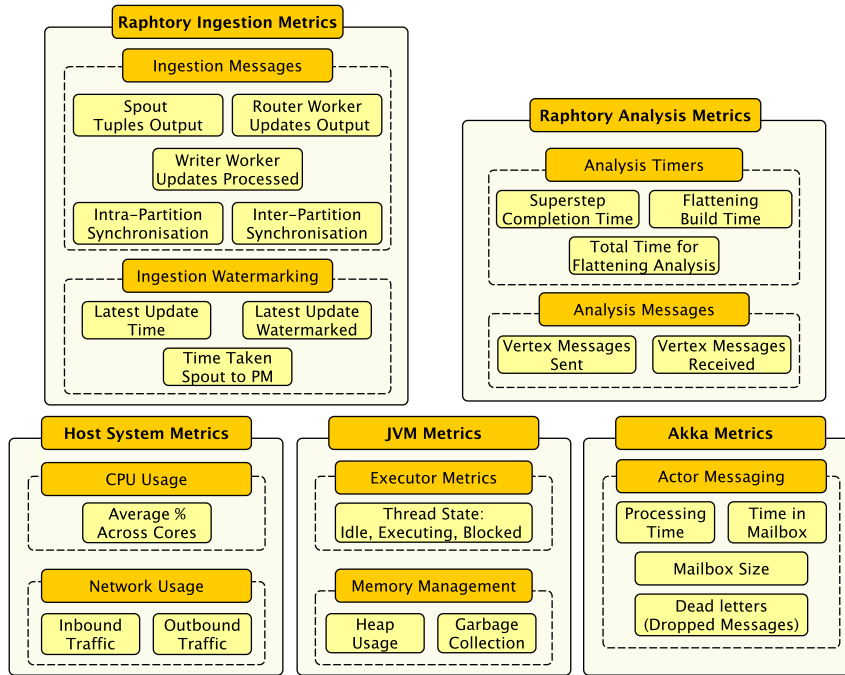 Raphtory Ingestion Metrics
Ingestion Messages
Spout
Tuples Output
Router Worker
Updates Output
Writer Worker
Updates Processed
Intra-Partition
Synchronisation
Inter-Partition
Synchronisation
Ingestion Watermarking
Latest Update
Time
Latest Update
Watermarked
Time Taken
Spout to PM
Raphtory Analysis Metrics
Analysis Timers
Superstep
Completion Time
Flattening
Build Time
Total Time for
Flattening Analysis
Analysis Messages
Vertex Messages
Sent
Vertex Messages
Received
Host System Metrics
CPU Usage
Average %
Across Cores
Network Usage
Inbound
Traffic
Outbound
Traffic
JVM Metrics
Executor Metrics
Thread State:
Idle, Executing, Blocked
Memory Management
Heap
Usage
Garbage
Collection
Akka Metrics
Actor Messaging
Processing
Time
Time in
Mailbox
Mailbox Size
Dead letters
(Dropped Messages)